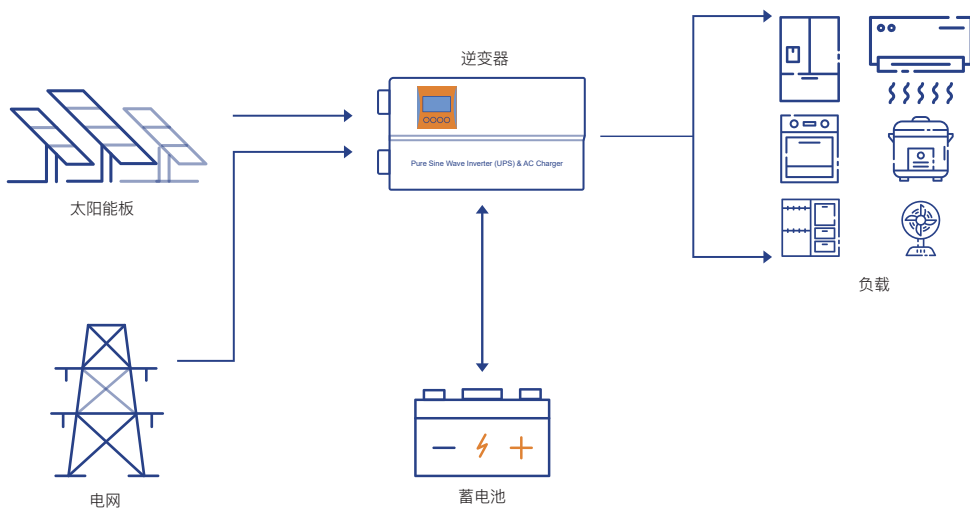 逆变器
Pure Sine Wave Inverter (UPS) & AC Charger
太阳能板
负载
电网
蓄电池